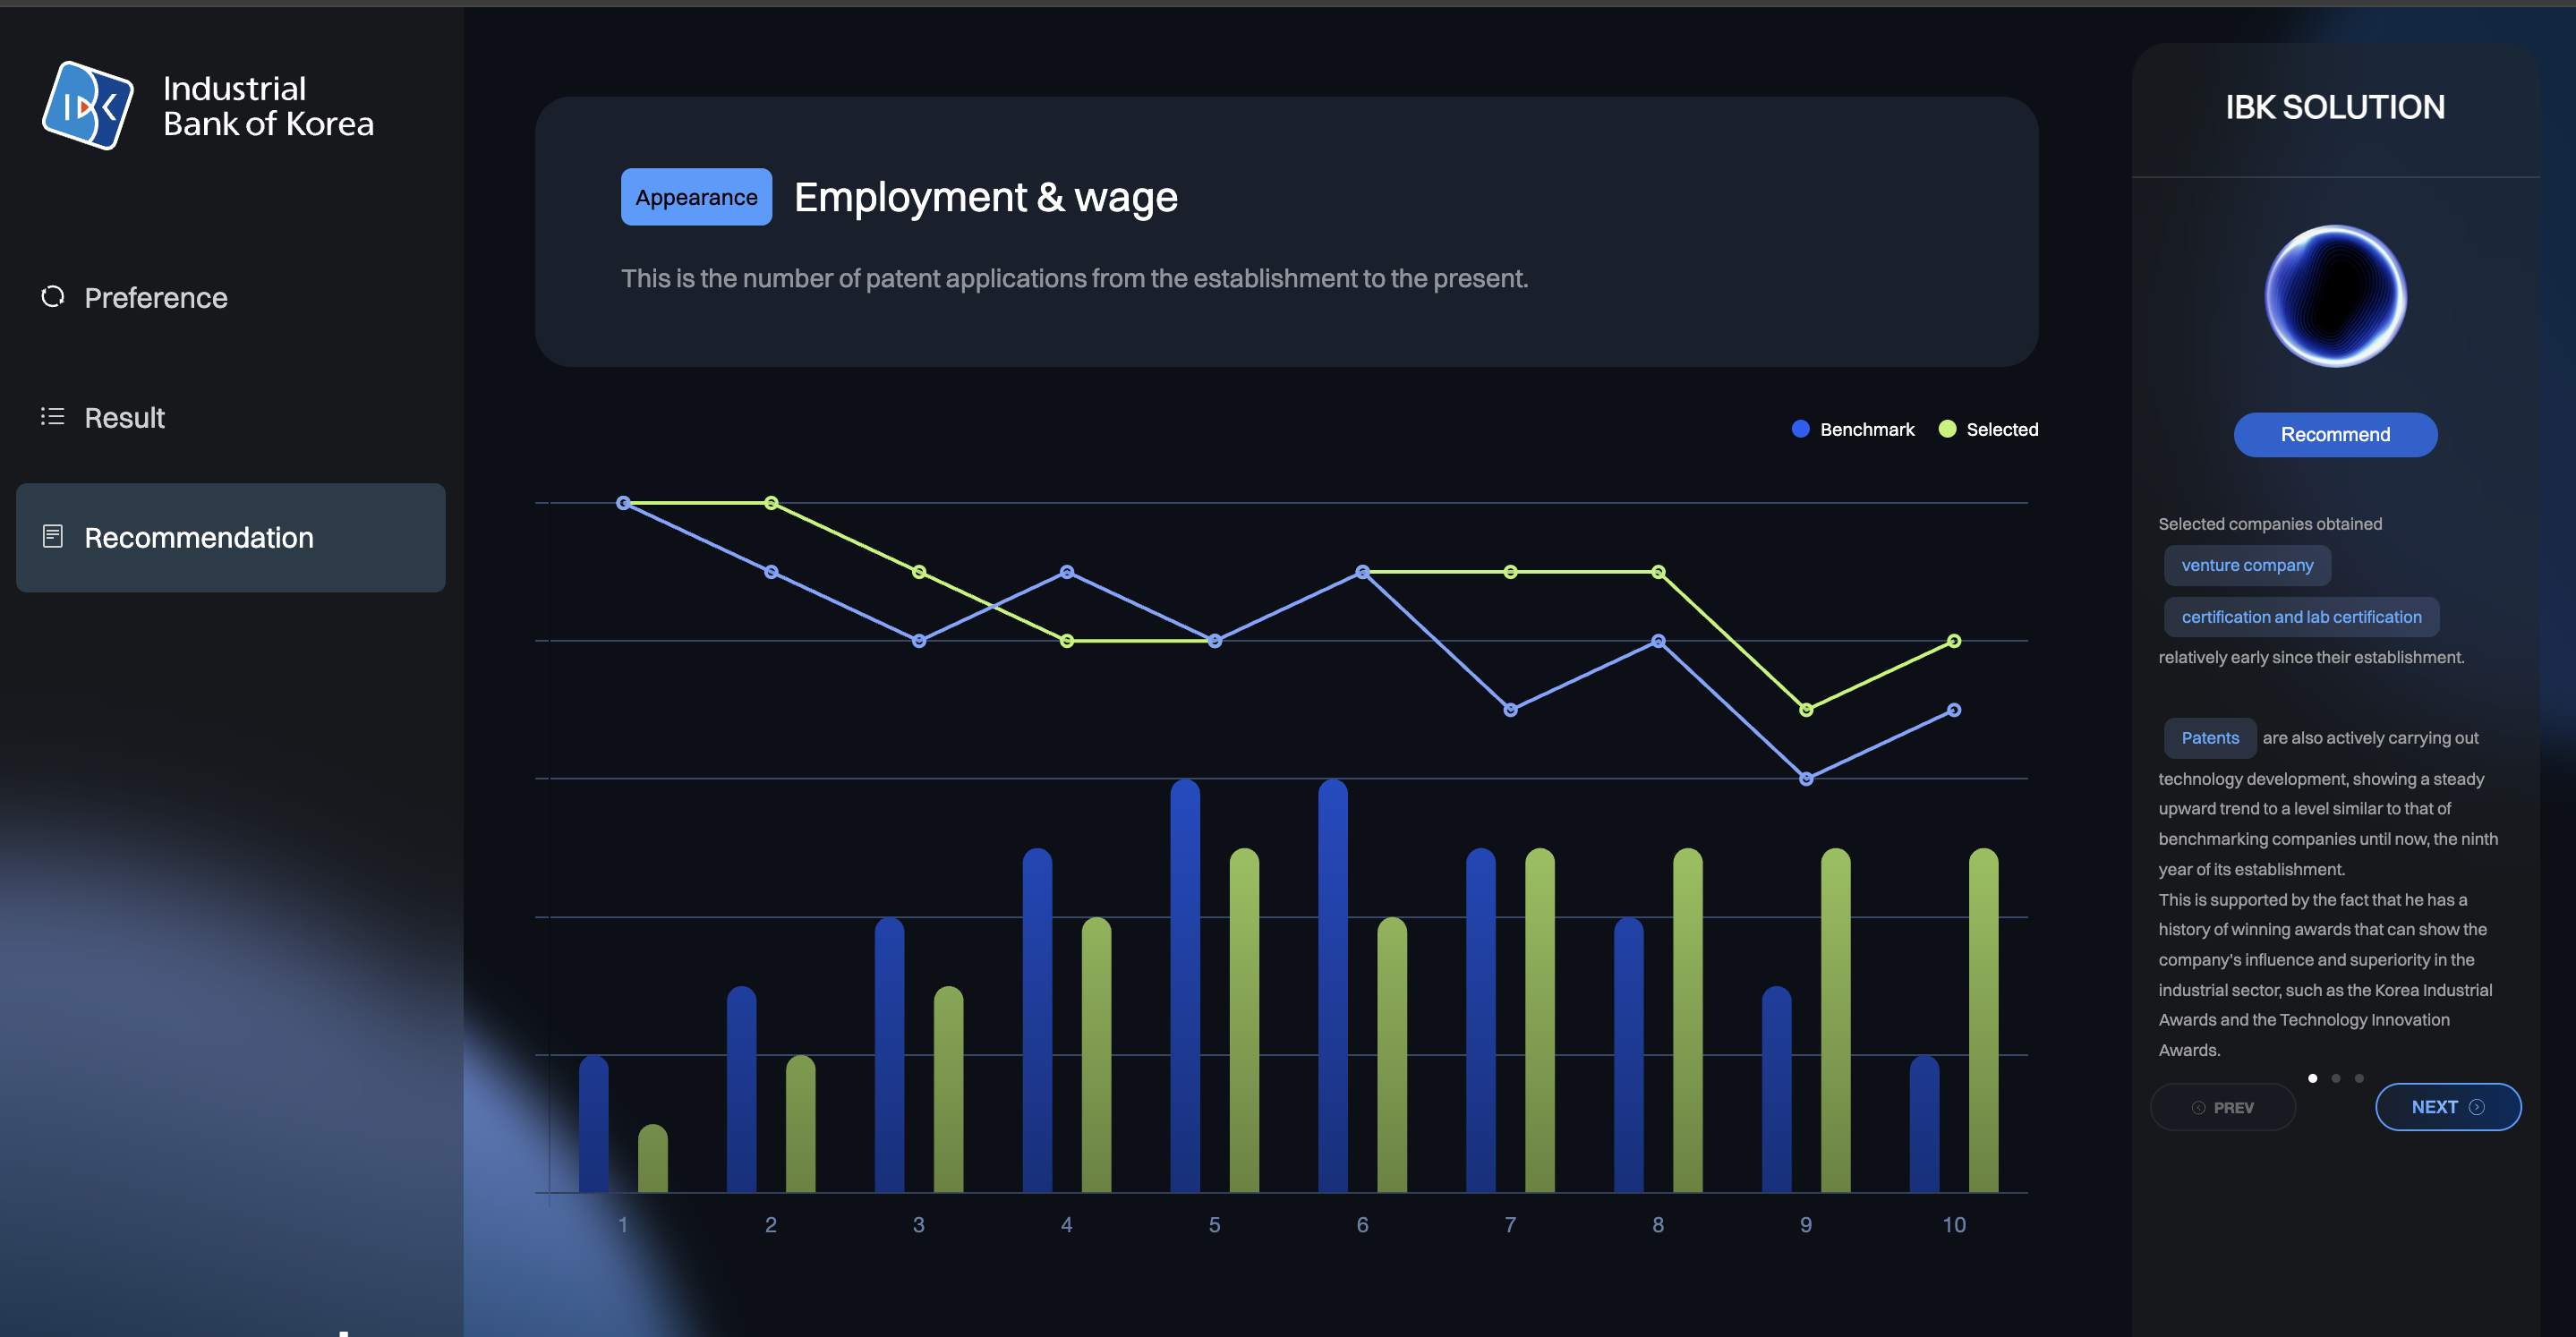 IBK
Industrial
Bank of Korea
Preference
Result
Recommendation
Appearance
Employment & wage
This is the number of patent applications from the establishment to the present.
Benchmark
Selected
1 2 3 4 5 6 7 8 9 10
IBK SOLUTION
Recommend
Selected companies obtained
venture company
certification and lab certification
relatively early since their establishment.
Patents are also actively carrying out
technology development, showing a steady
upward trend to a level similar to that of
benchmarking companies until now, the ninth
year of its establishment.
This is supported by the fact that he has a
history of winning awards that can show the
company's influence and superiority in the
industrial sector, such as the Korea Industrial
Awards and the Technology Innovation
Awards.
PREV
NEXT